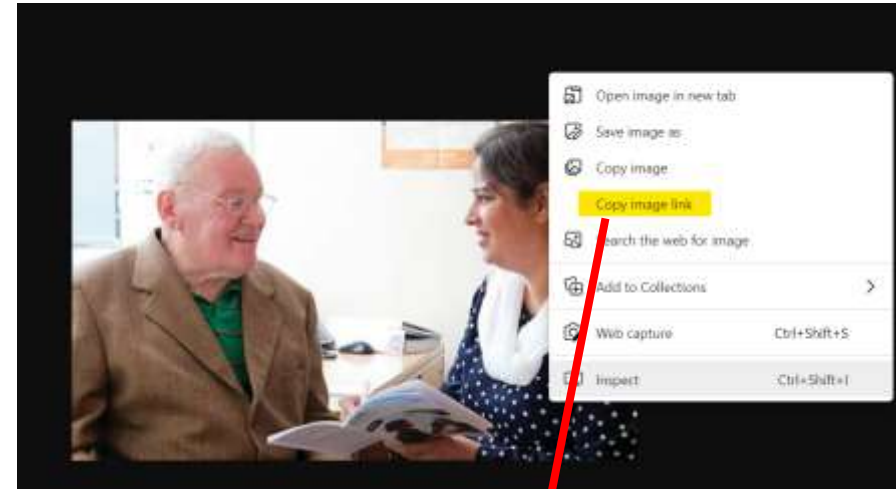 Open image in new tab
Save image as
Copy image
Copy image link
Search the web for image
Add to Collections
Web capture Ctrl+Shift+S
Inspect Ctrl+Shift+I